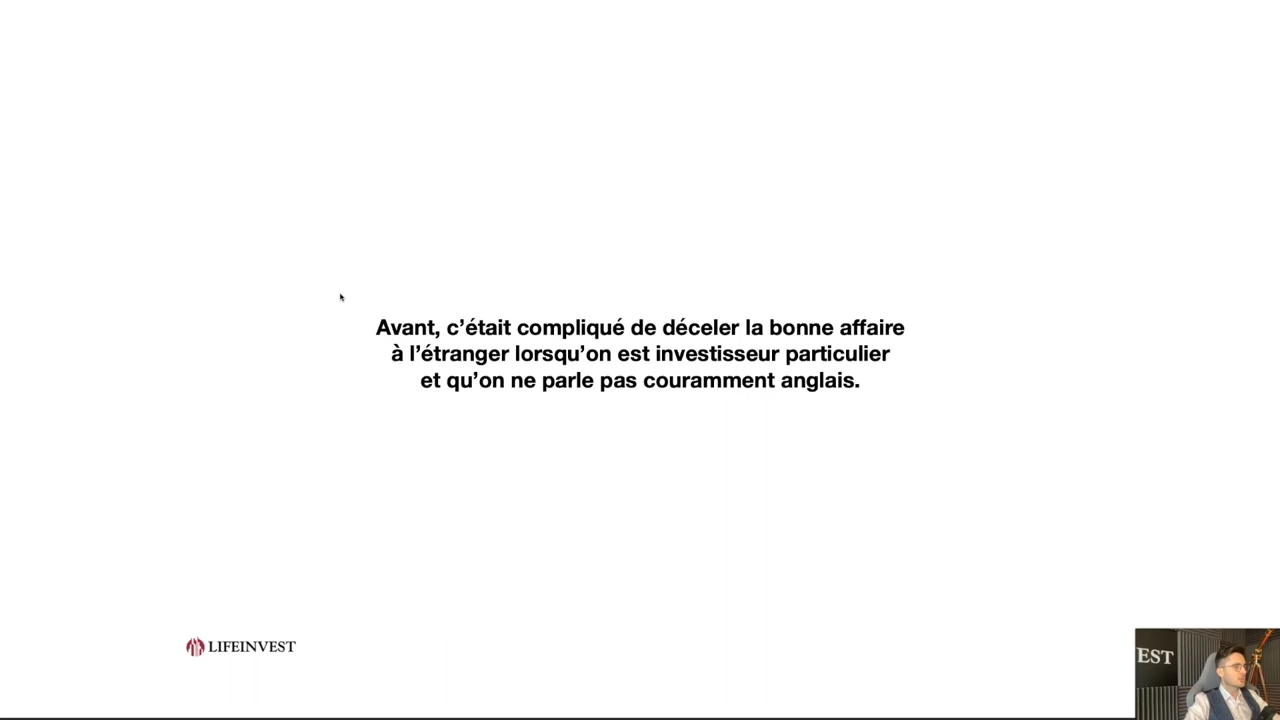 Avant, c’était compliqué de déceler la bonne affaire
à l’étranger lorsqu’on est investisseur particulier
et qu’on ne parle pas couramment anglais.
LIFEINVEST
EST